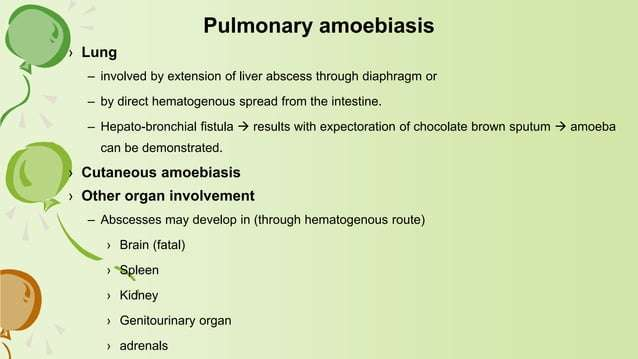 Pulmonary amoebiasis
› Lung
– involved by extension of liver abscess through diaphragm or
– by direct hematogenous spread from the intestine.
– Hepato-bronchial fistula → results with expectoration of chocolate brown sputum → amoeba
can be demonstrated.
› Cutaneous amoebiasis
› Other organ involvement
– Abscesses may develop in (through hematogenous route)
› Brain (fatal)
› Spleen
› Kidney
› Genitourinary organ
› adrenals